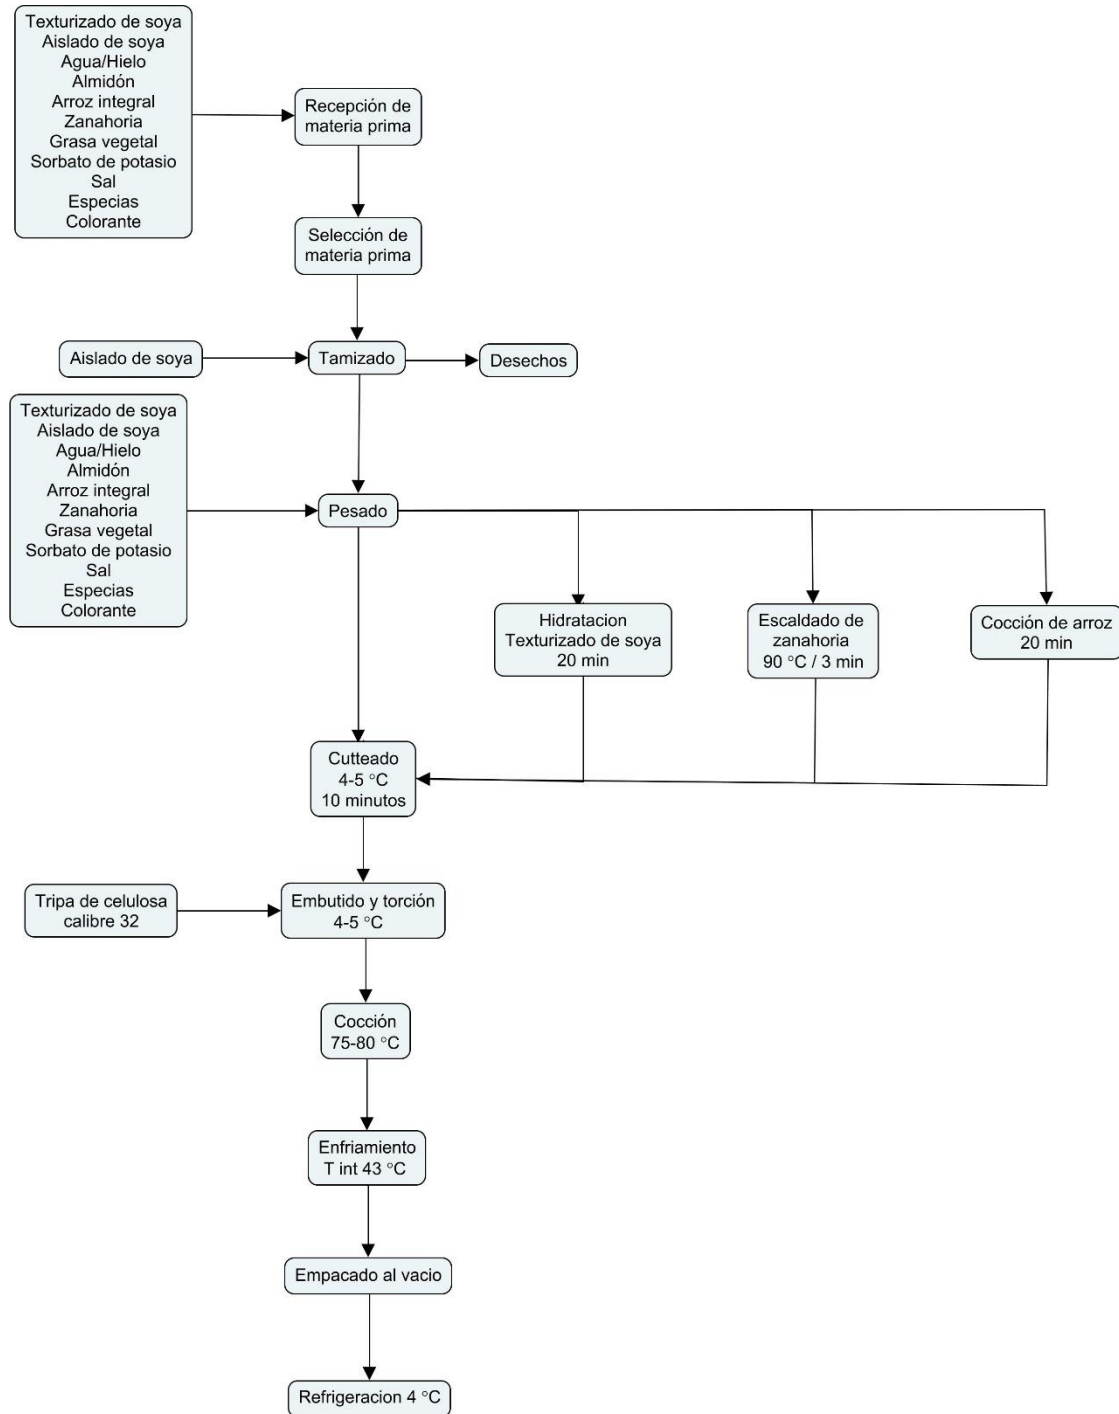 Texturizado de soya
Aislado de soya
Agua/Hielo
Almidón
Arroz integral
Zanahoria
Grasa vegetal
Sorbato de potasio
Sal
Especias
Colorante
Recepción de
materia prima
Selección de
materia prima
Aislado de soya
Tamizado
Desechos
Texturizado de soya
Aislado de soya
Agua/Hielo
Almidón
Arroz integral
Zanahoria
Grasa vegetal
Sorbato de potasio
Sal
Especias
Colorante
Pesado
Hidratacion
Texturizado de soya
20 min
Escaldado de
zanahoria
90 °C / 3 min
Cocción de arroz
20 min
Cutteado
4-5 °C
10 minutos
Tripa de celulosa
calibre 32
Embutido y torción
4-5 °C
Cocción
75-80 °C
Enfriamiento
T int 43 °C
Empacado al vacio
Refrigeracion 4 °C